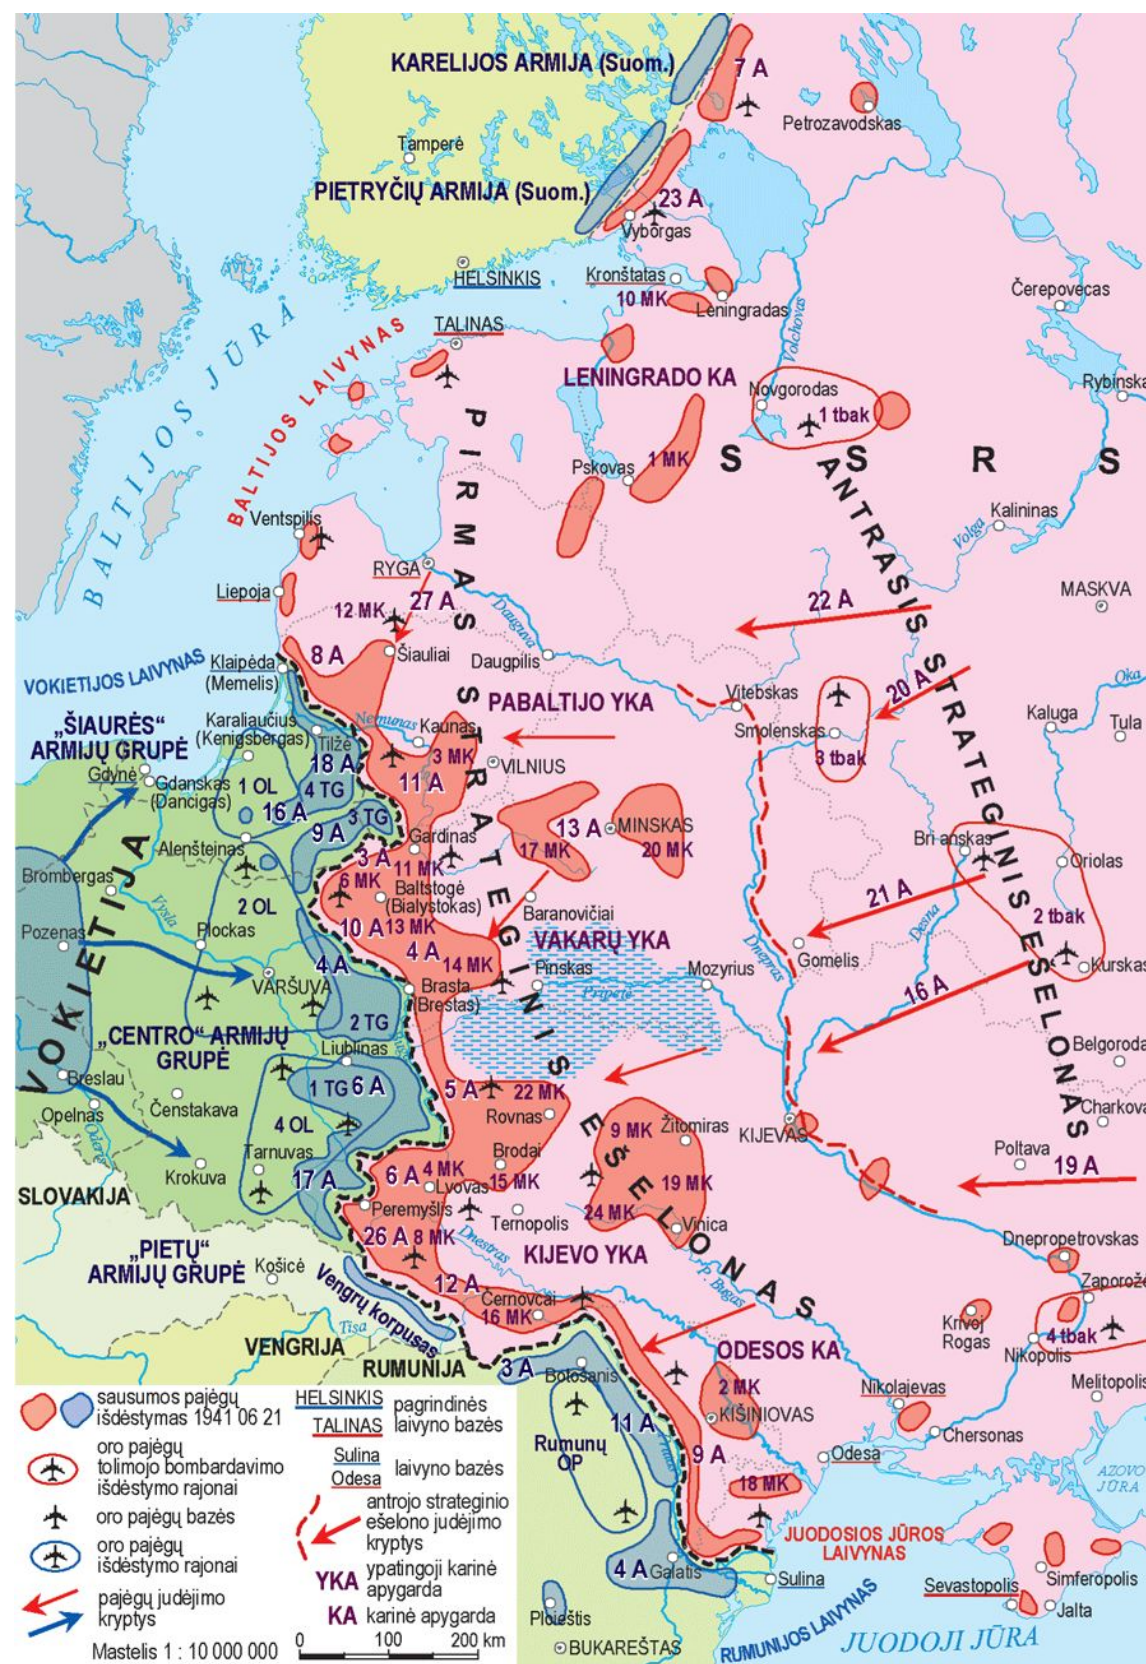 KARELIJOS ARMIJA (Suom.)
7 A
Petrozavodskas
Tamperė
PIETRYČIŲ ARMIJA (Suom.)
23 A
Vyborgas
HELSINKIS
Kronštatas
10 MK
Leningradas
Čerepovecas
Volchovas
BALTIJOS JŪRA
BALTIJOS LAIVYNAS
TALINAS
LENINGRADO KA
Novgorodas
1 tbak
Rybinska
PIRMASIS STRATEGINIS EŠELONAS
S S R S
ANTRASIS STRATEGINIS EŠELONAS
Pskovas
1 MK
Kalininas
Volga
Ventspilis
RYGA
Liepoja
12 MK
27 A
Dauguva
22 A
MASKVA
8 A
Šiauliai
Daugpilis
VOKIETIJOS LAIVYNAS
Klaipėda
(Memelis)
PABALTIJO YKA
Vitebskas
20 A
Oka
„ŠIAURĖS“
ARMIJŲ GRUPĖ
Karaliaučius
(Kenigsbergas)
Tilžė
Nemunas
Kaunas
Smolenskas
Kaluga
Tula
Gdynė
Gdanskas
(Dancigas)
18 A
3 MK
VILNIUS
3 tbak
1 OL
4 TG
11 A
16 A
3 TG
9 A
Gardinas
13 A
MINSKAS
Alenšteinas
3 A
11 MK
17 MK
20 MK
Brianskas
Oriolas
VOKIETIJA
Brombergas
6 MK
Baltstogė
(Bialystokas)
Baranovičiai
21 A
Desna
2 tbak
Vysla
2 OL
10 A
13 MK
Pozenas
Plockas
4 A
14 MK
VAKARŲ YKA
Dnepras
Gomelis
Kurskas
4 A
VARŠUVA
Brasta
(Brestas)
Pinskas
Pripetė
Mozyrius
16 A
„CENTRO“ ARMIJŲ
GRUPĖ
2 TG
Liublinas
Belgoroda
Breslau
Čenstakava
1 TG
6 A
5 A
22 MK
Rovnas
Opelnas
Oderis
4 OL
9 MK
Žitomiras
KIJEVAS
Charkova
Krokuva
Tarnuvas
17 A
Brodai
Poltava
19 A
SLOVAKIJA
6 A
4 MK
Lvovas
15 MK
19 MK
Peremyšlis
Ternopolis
24 MK
Vinica
„PIETŲ“
ARMIJŲ GRUPĖ
26 A
8 MK
Dnestras
KIJEVO YKA
Dnepropetrovskas
Košicė
Vengrų korpusas
12 A
P. Bugas
Zaporožė
Černovcai
16 MK
Krivoj
Rogas
4 tbak
Nikopolis
Tisa
VENGRIJA
RUMUNIJA
3 A
Botošanis
ODESOS KA
2 MK
KIŠINIOVAS
Nikolajevas
Melitopolis
11 A
Prutas
Chersonas
Rumunų
OP
9 A
Odesa
18 MK
AZOVO
JŪRA
JUODOSIOS JŪROS
LAIVYNAS
4 A
Galatis
Sulina
Simferopolis
Sevastopolis
Jalta
Ploieštis
BUKAREŠTAS
RUMUNIJOS LAIVYNAS
JUODOJI JŪRA
sausumos pajėgų
išdėstymas 1941 06 21
oro pajėgų
tolimojo bombardavimo
išdėstymo rajonai
oro pajėgų bazės
oro pajėgų
išdėstymo rajonai
pajėgų judėjimo
kryptys
Mastelis 1 : 10 000 000
HELSINKIS
TALINAS
pagrindinės
laivyno bazės
Sulina
Odesa
laivyno bazės
antrojo strateginio
ešelono judėjimo
kryptys
YKA ypatingoji karinė
apygarda
KA karinė apygarda
0 100 200 km